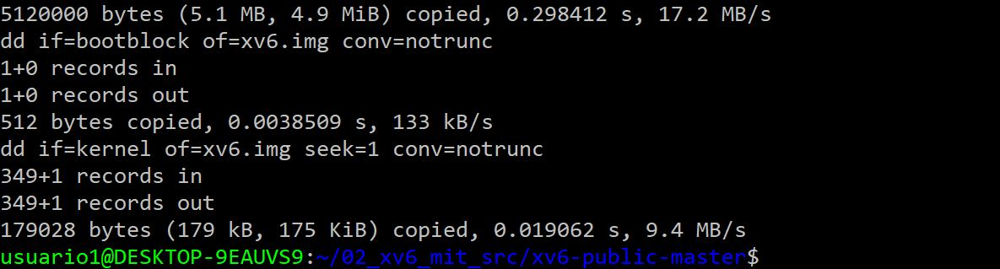 5120000 bytes (5.1 MB, 4.9 MiB) copied, 0.298412 s, 17.2 MB/s
dd if=bootblock of=xv6.img conv=notrunc
1+0 records in
1+0 records out
512 bytes copied, 0.0038509 s, 133 kB/s
dd if=kernel of=xv6.img seek=1 conv=notrunc
349+1 records in
349+1 records out
179028 bytes (179 kB, 175 KiB) copied, 0.019062 s, 9.4 MB/s
usuario1@DESKTOP-9EAUVS9:~/02_xv6_mit_src/xv6-public-master$